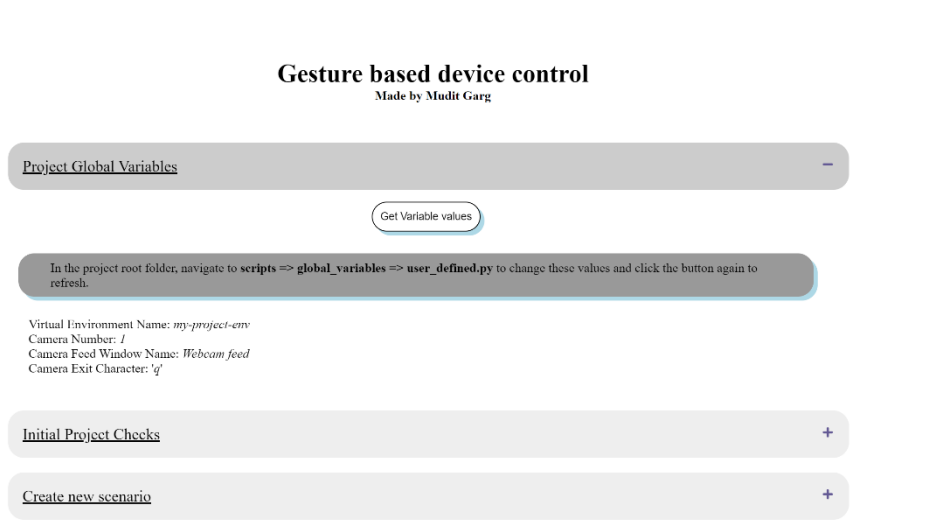 Gesture based device control
Made by Mudit Garg
Project Global Variables
−
Get Variable values
In the project root folder, navigate to scripts => global_variables => user_defined.py to change these values and click the button again to
refresh.
Virtual Environment Name: my-project-env
Camera Number: 1
Camera Feed Window Name: Webcam feed
Camera Exit Character: 'q'
Initial Project Checks
+
Create new scenario
+